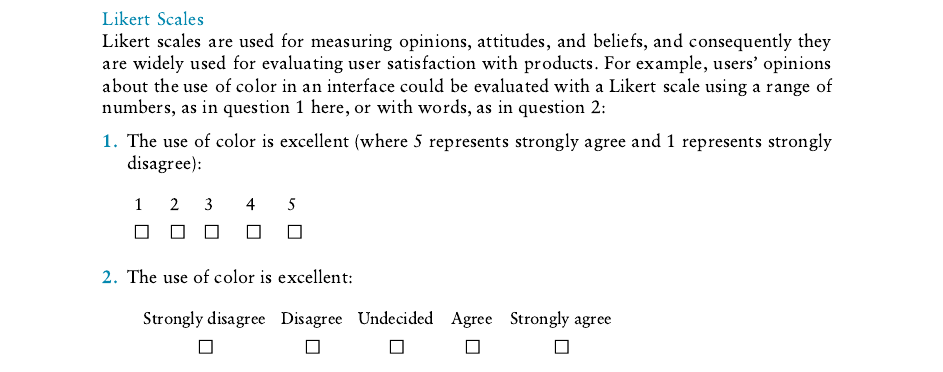 Likert Scales
Likert scales are used for measuring opinions, attitudes, and beliefs, and consequently they
are widely used for evaluating user satisfaction with products. For example, users’ opinions
about the use of color in an interface could be evaluated with a Likert scale using a range of
numbers, as in question 1 here, or with words, as in question 2:
1. The use of color is excellent (where 5 represents strongly agree and 1 represents strongly
disagree):
1 2 3 4 5
□ □ □ □ □
2. The use of color is excellent:
Strongly disagree Disagree Undecided Agree Strongly agree
□ □ □ □ □